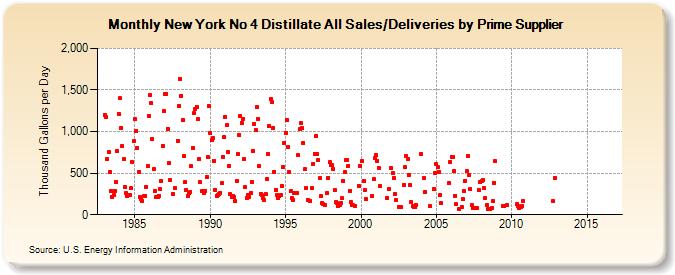 Monthly New York No 4 Distillate All Sales/Deliveries by Prime Supplier
Thousand Gallons per Day
2,000
1,500
1,000
500
0
1985 1990 1995 2000 2005 2010 2015
Source: U.S. Energy Information Administration